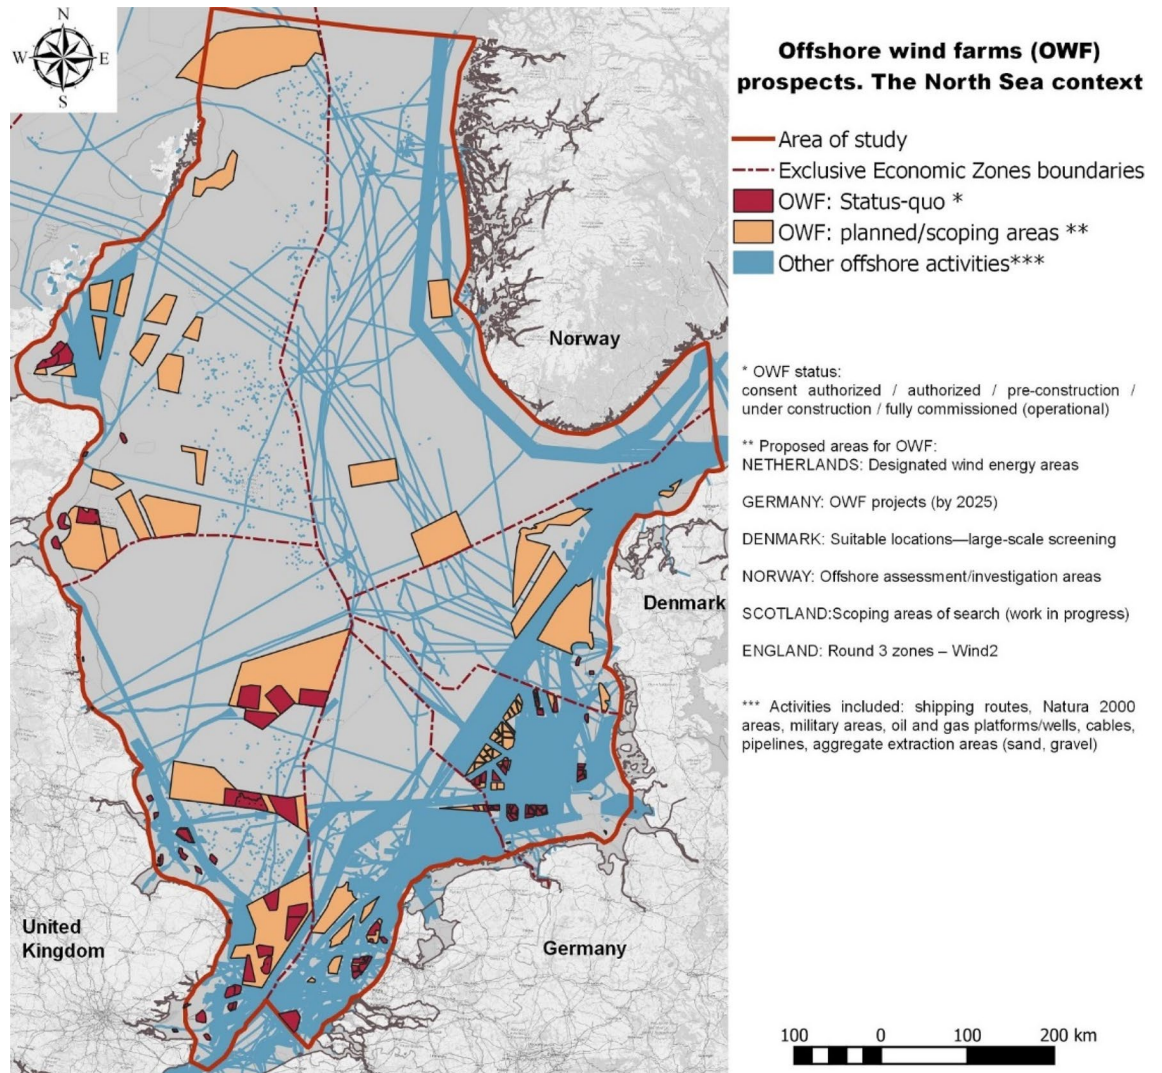 N
W E
S
Offshore wind farms (OWF)
prospects. The North Sea context
Area of study
Exclusive Economic Zones boundaries
OWF: Status-quo *
OWF: planned/scoping areas **
Other offshore activities***
Norway
* OWF status:
consent authorized / authorized / pre-construction /
under construction / fully commissioned (operational)
** Proposed areas for OWF:
NETHERLANDS: Designated wind energy areas
GERMANY: OWF projects (by 2025)
DENMARK: Suitable locations—large-scale screening
NORWAY: Offshore assessment/investigation areas
Denmark
SCOTLAND:Scoping areas of search (work in progress)
ENGLAND: Round 3 zones – Wind2
*** Activities included: shipping routes, Natura 2000
areas, military areas, oil and gas platforms/wells, cables,
pipelines, aggregate extraction areas (sand, gravel)
United
Kingdom
Germany
100 0 100 200 km